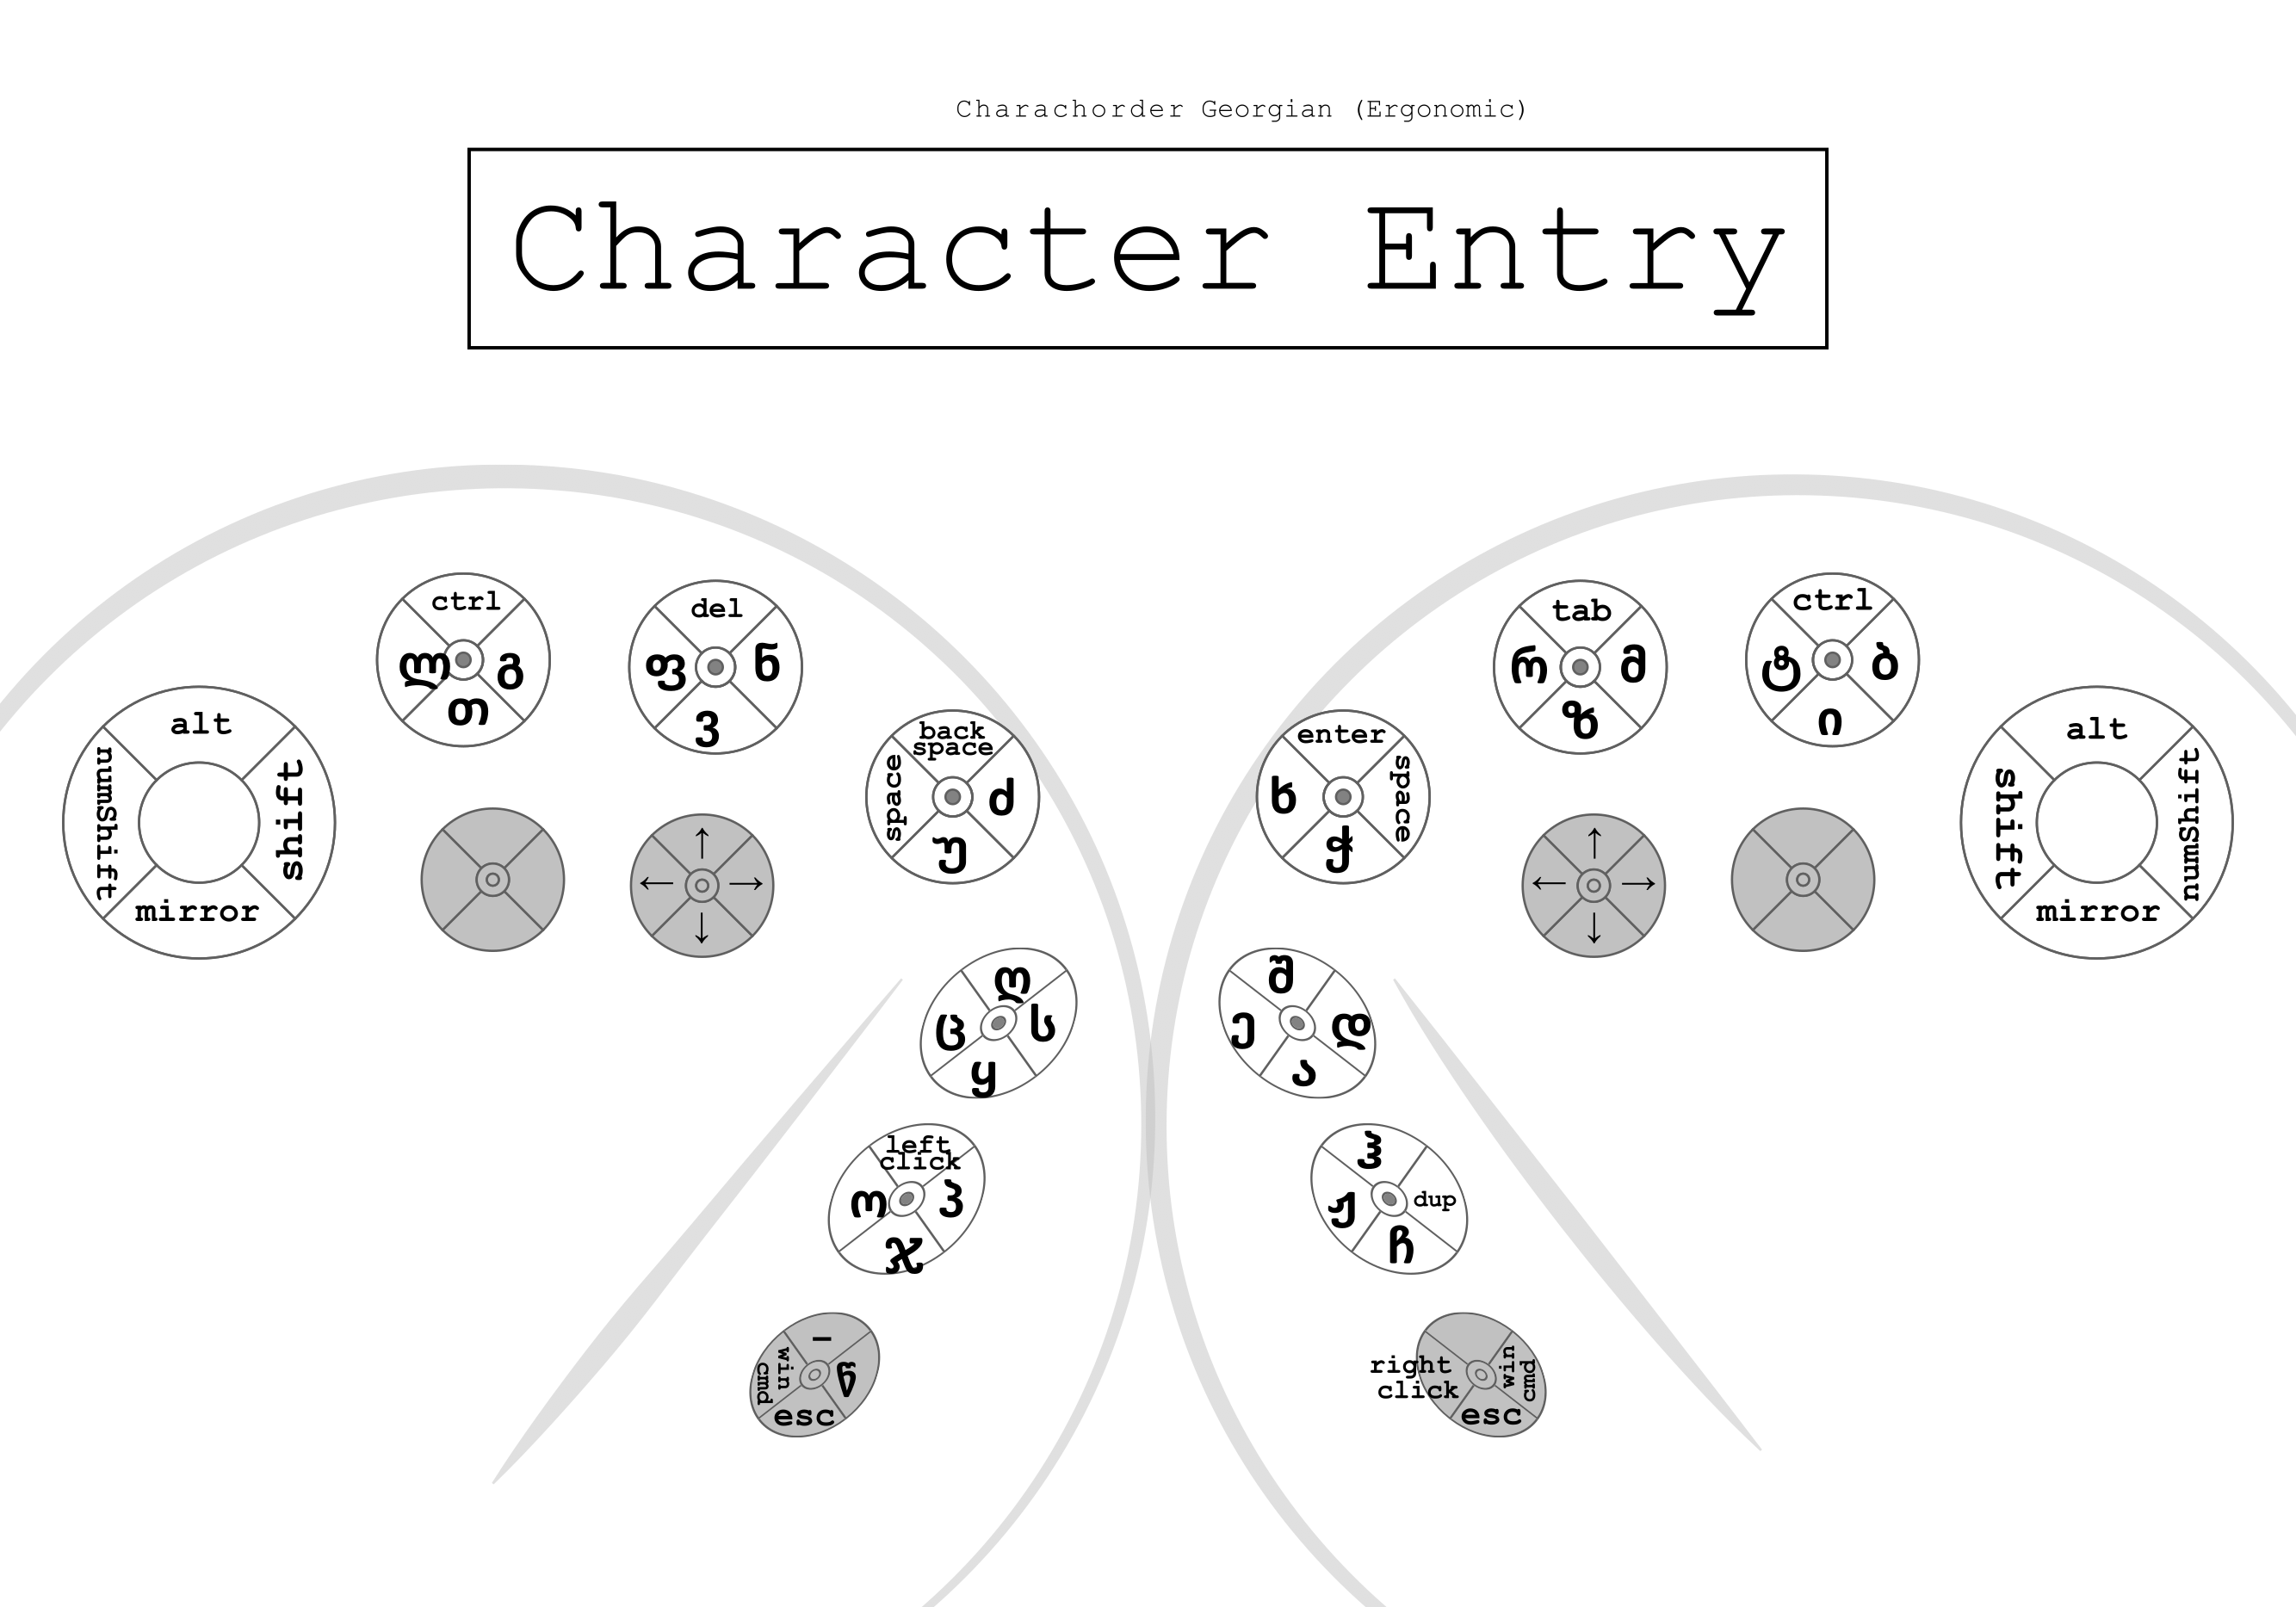 Charachorder Georgian (Ergonomic)
Character Entry
ctrl
ლ
გ
თ
del
ფ
ნ
ვ
tab
რ
მ
ზ
ctrl
ტ
ბ
ი
alt
numShift
shift
mirror
back
space
space
d
უ
enter
ხ
space
ჭ
alt
shift
numShift
mirror
↑
← →
↓
↑
← →
↓
ღ
ც
ს
ყ
შ
ე
დ
ა
left
click
ო
კ
ჯ
ჰ
ჟ
dup
ჩ
–
win
cmd
წ
esc
right
click
win
cmd
esc